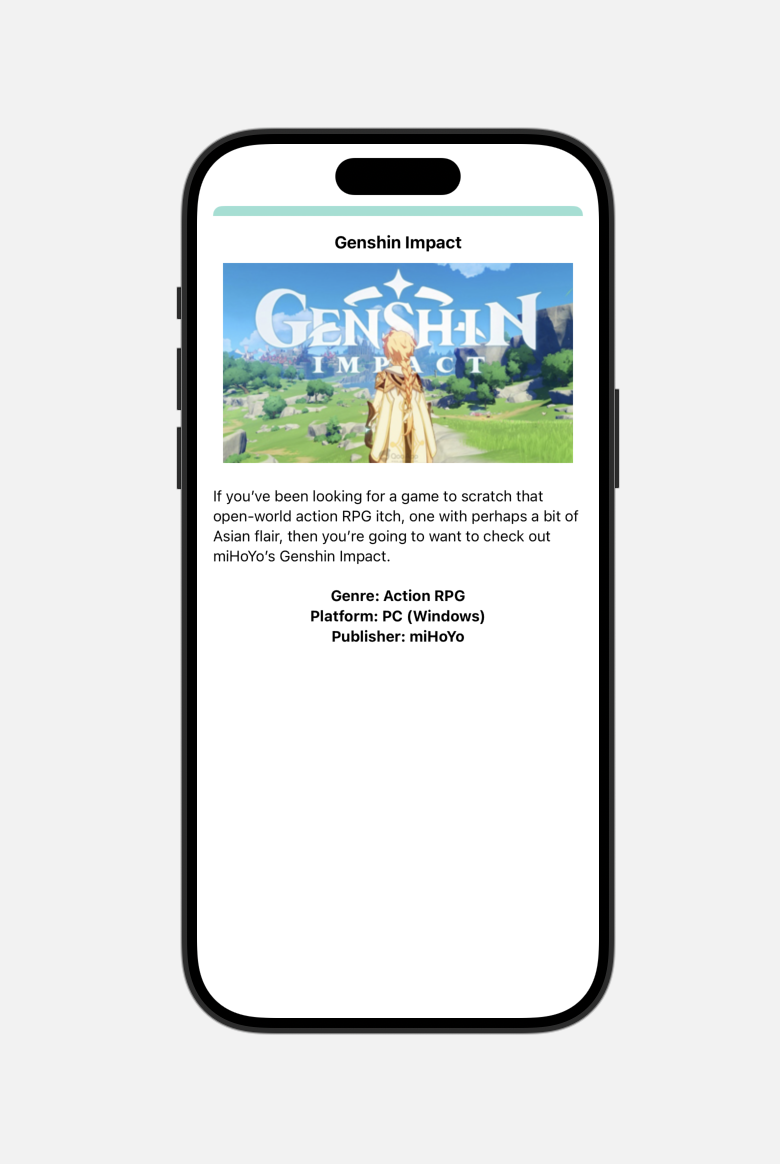 Genshin Impact
GENSHIN
IMPACT
If you’ve been looking for a game to scratch that
open-world action RPG itch, one with perhaps a bit of
Asian flair, then you’re going to want to check out
miHoYo’s Genshin Impact.
Genre: Action RPG
Platform: PC (Windows)
Publisher: miHoYo